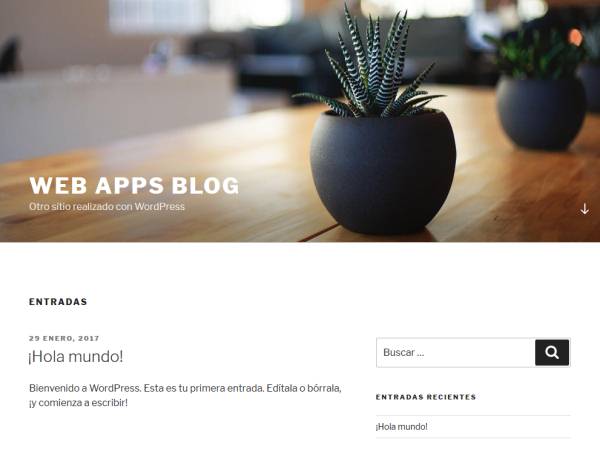 WEB APPS BLOG
Otro sitio realizado con WordPress
ENTRADAS
29 ENERO, 2017
¡Hola mundo!
Bienvenido a WordPress. Esta es tu primera entrada. Edítala o bórrala,
¡y comienza a escribir!
Buscar ...
ENTRADAS RECIENTES
¡Hola mundo!